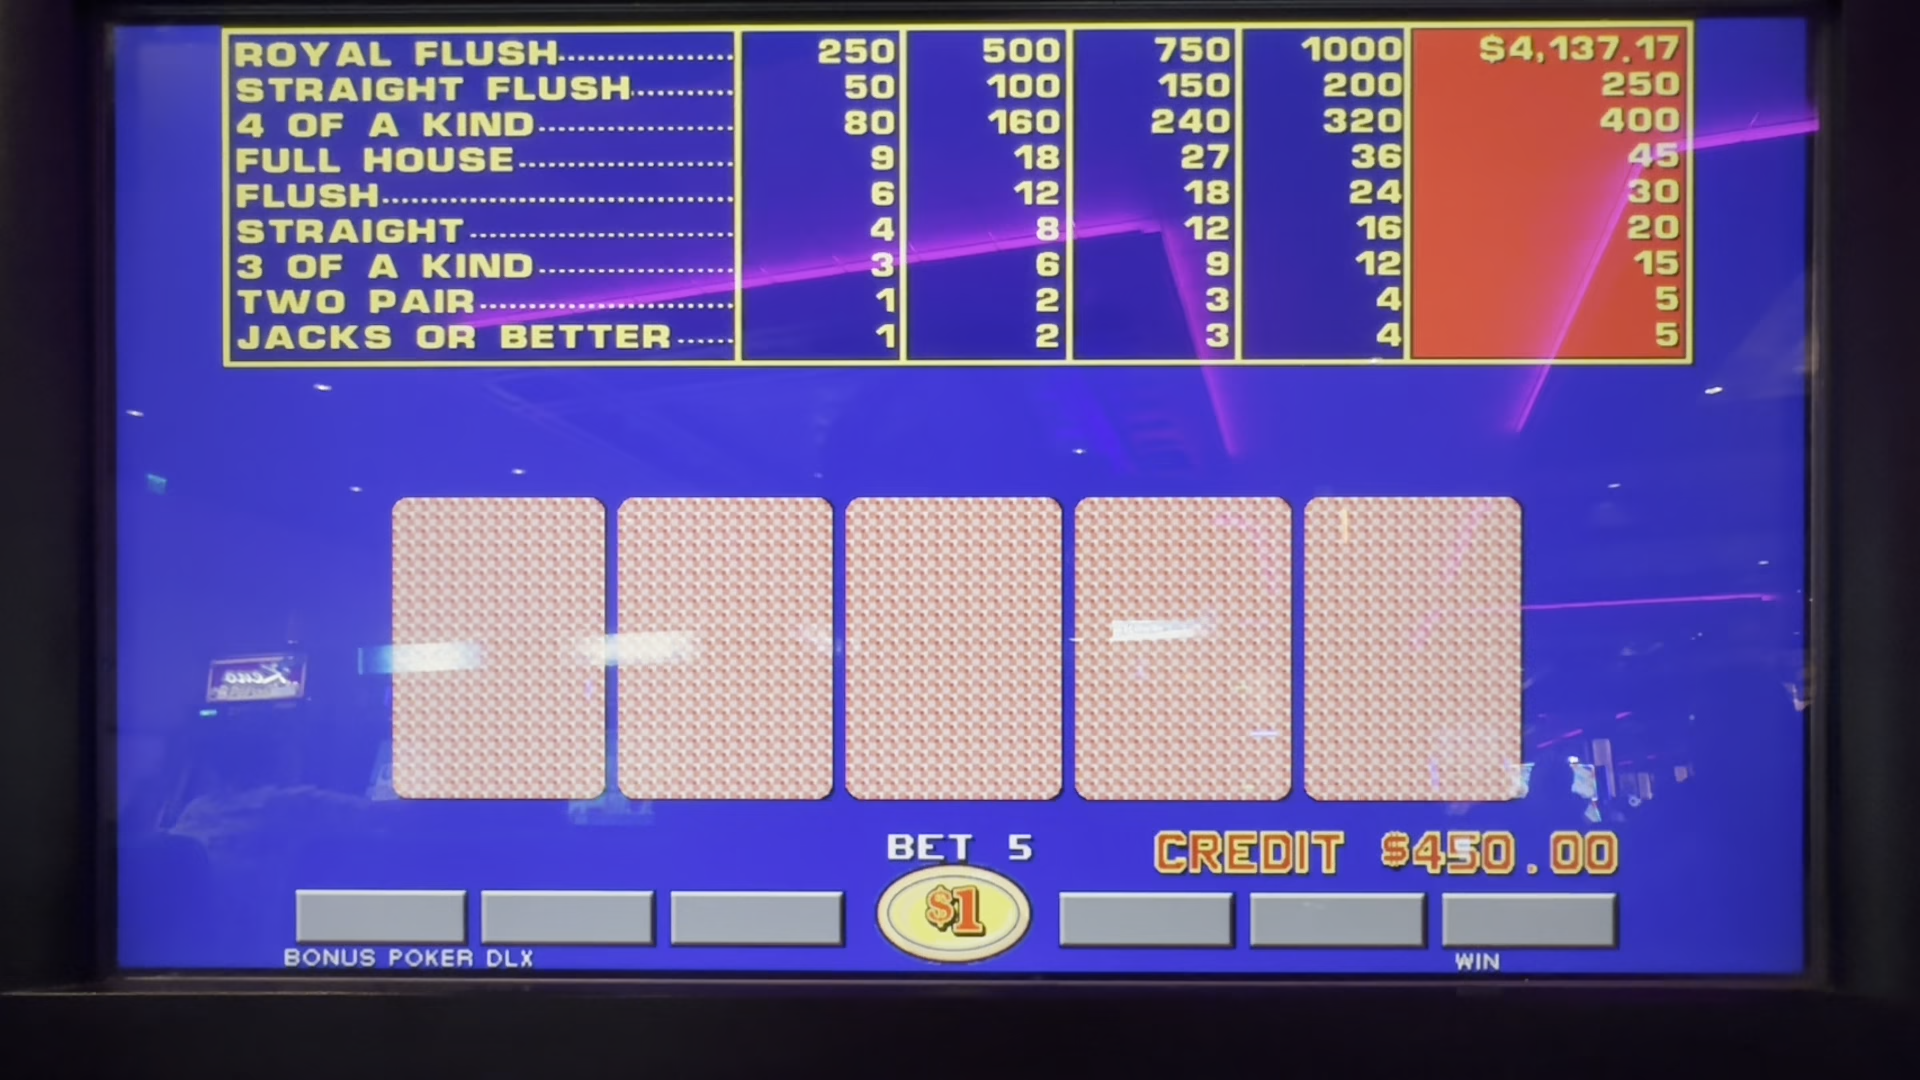 ROYAL FLUSH 250 500 750 1000 $4,137.17
STRAIGHT FLUSH 50 100 150 200 250
4 OF A KIND 80 160 240 320 400
FULL HOUSE 9 18 27 36 45
FLUSH 6 12 18 24 30
STRAIGHT 4 8 12 16 20
3 OF A KIND 3 6 9 12 15
TWO PAIR 1 2 3 4 5
JACKS OR BETTER 1 2 3 4 5
Keno
BET 5 CREDIT $450.00
$1
BONUS POKER DLX WIN